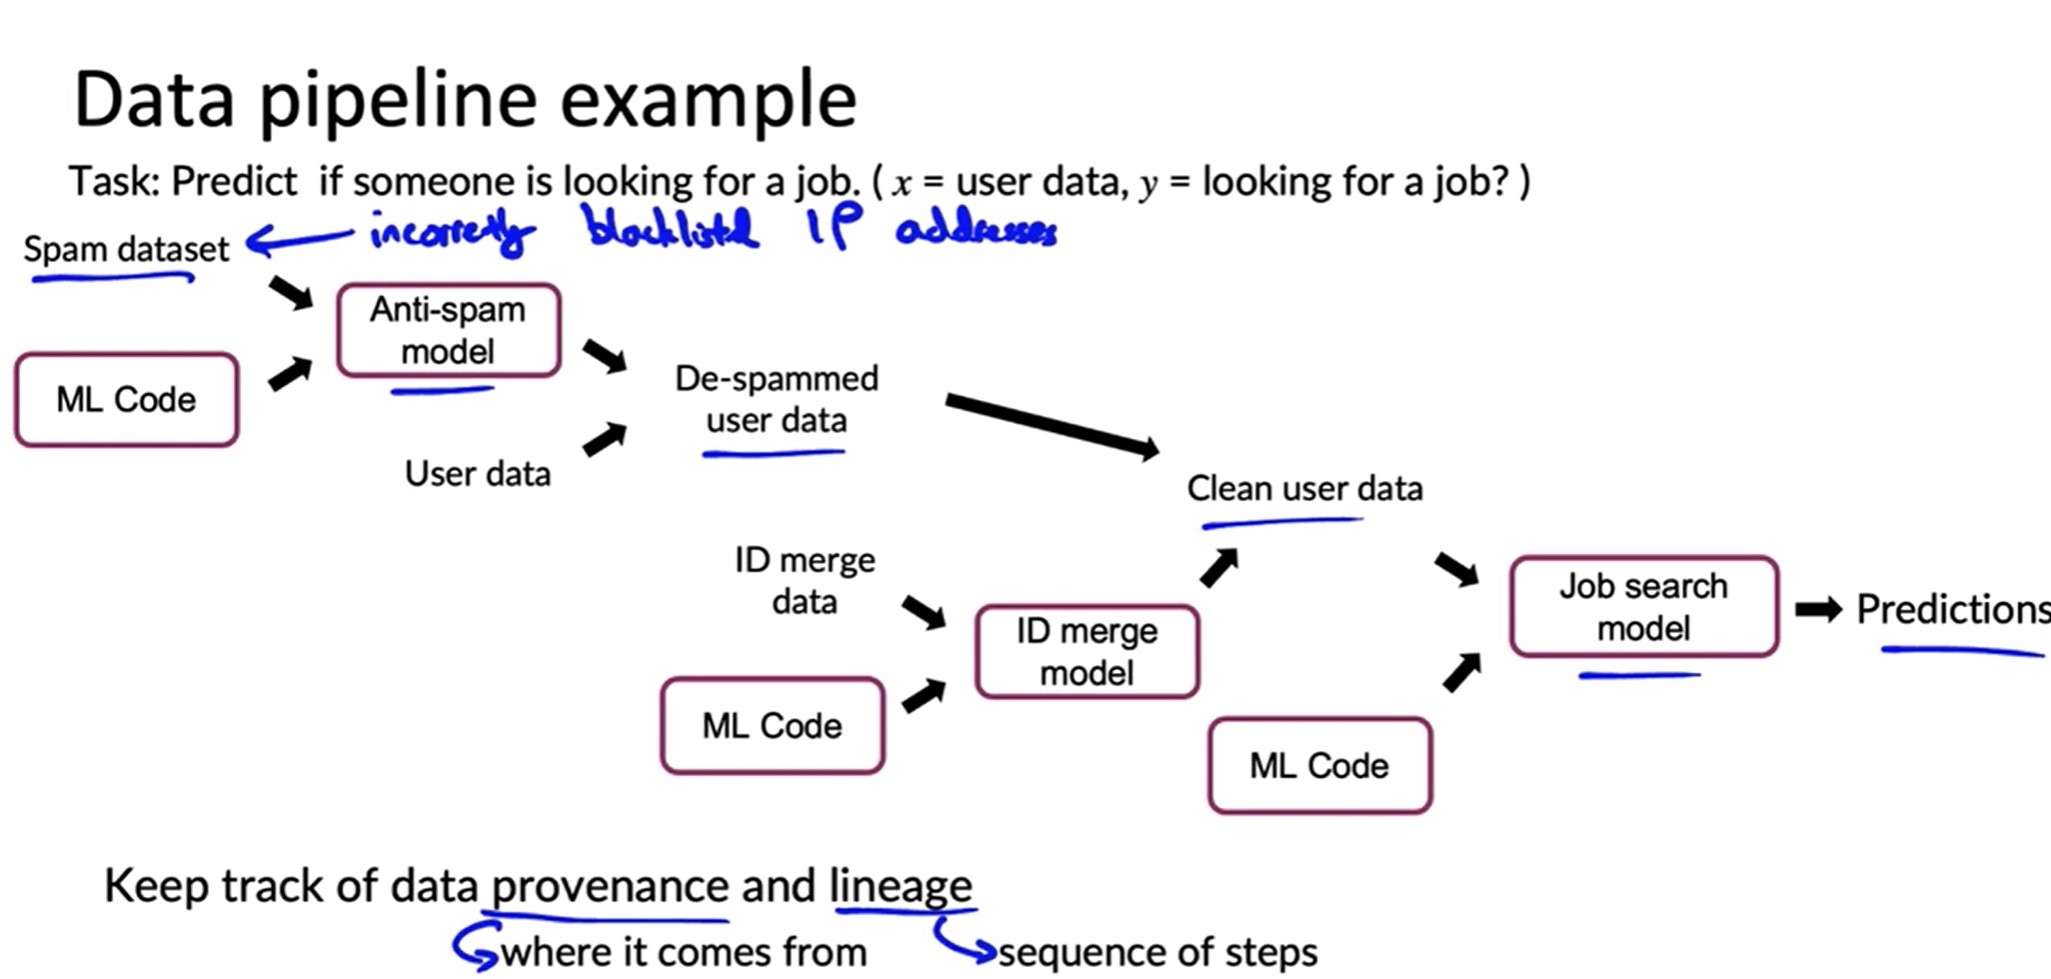 Data pipeline example
Task: Predict if someone is looking for a job. ( x = user data, y = looking for a job? )
incorrectly blacklisted IP addresses
Spam dataset
Anti-spam
model
ML Code
De-spammed
user data
User data
Clean user data
ID merge
data
ID merge
model
ML Code
Job search
model
Predictions
ML Code
Keep track of data provenance and lineage
where it comes from
sequence of steps